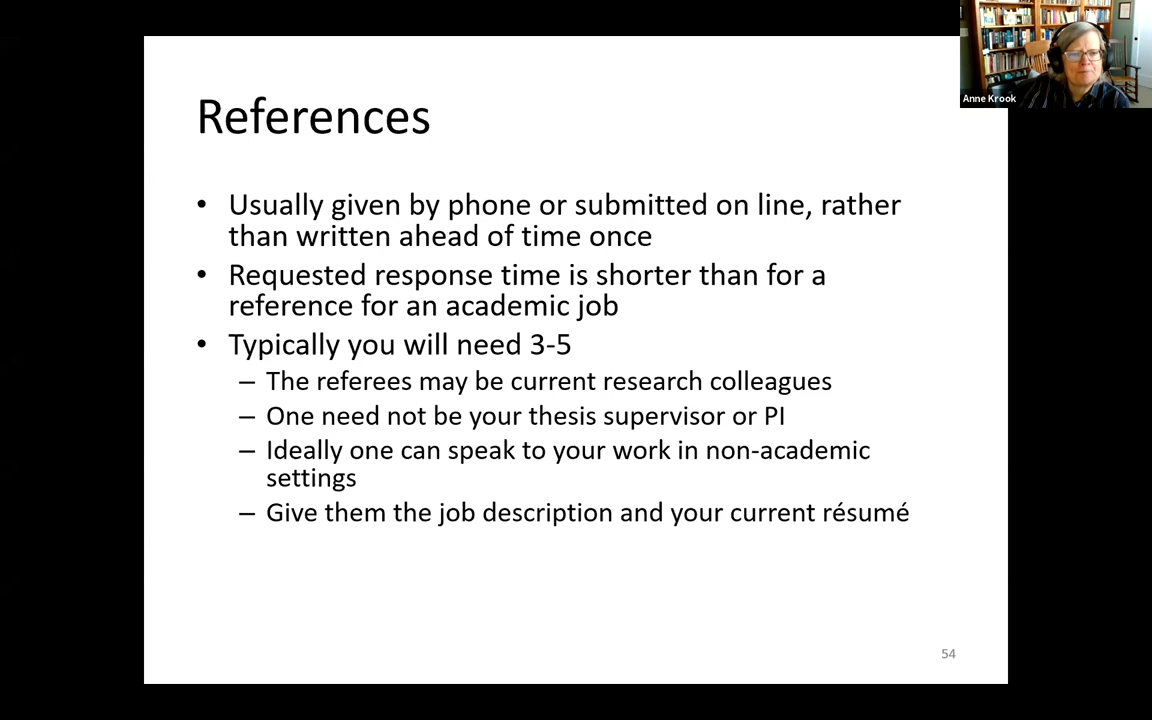 References
• Usually given by phone or submitted on line, rather
than written ahead of time once
• Requested response time is shorter than for a
reference for an academic job
• Typically you will need 3-5
– The referees may be current research colleagues
– One need not be your thesis supervisor or PI
– Ideally one can speak to your work in non-academic
settings
– Give them the job description and your current résumé
54
Anne Krook